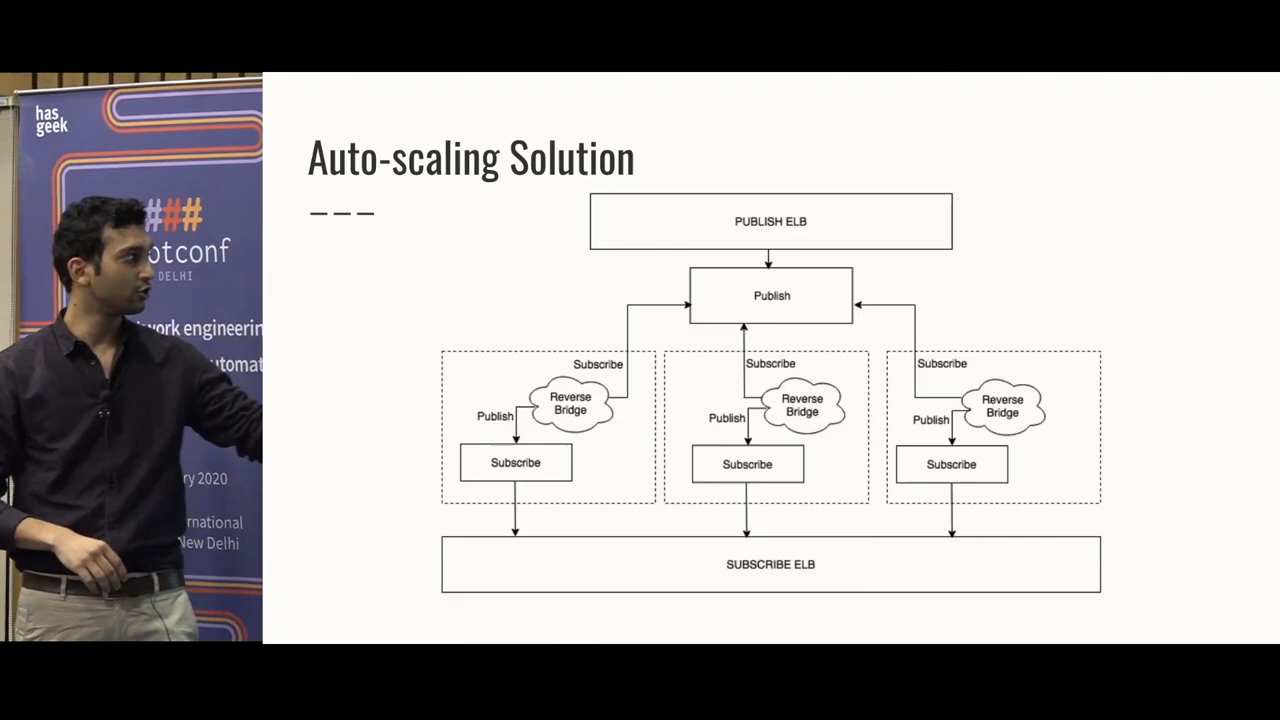 has
geek
###
otconf
DELHI
work engineerin
utomat
ry 2020
rnational
New Delhi
Auto-scaling Solution
PUBLISH ELB
Publish
Subscribe
Subscribe
Subscribe
Reverse
Bridge
Reverse
Bridge
Reverse
Bridge
Publish
Publish
Publish
Subscribe
Subscribe
Subscribe
SUBSCRIBE ELB